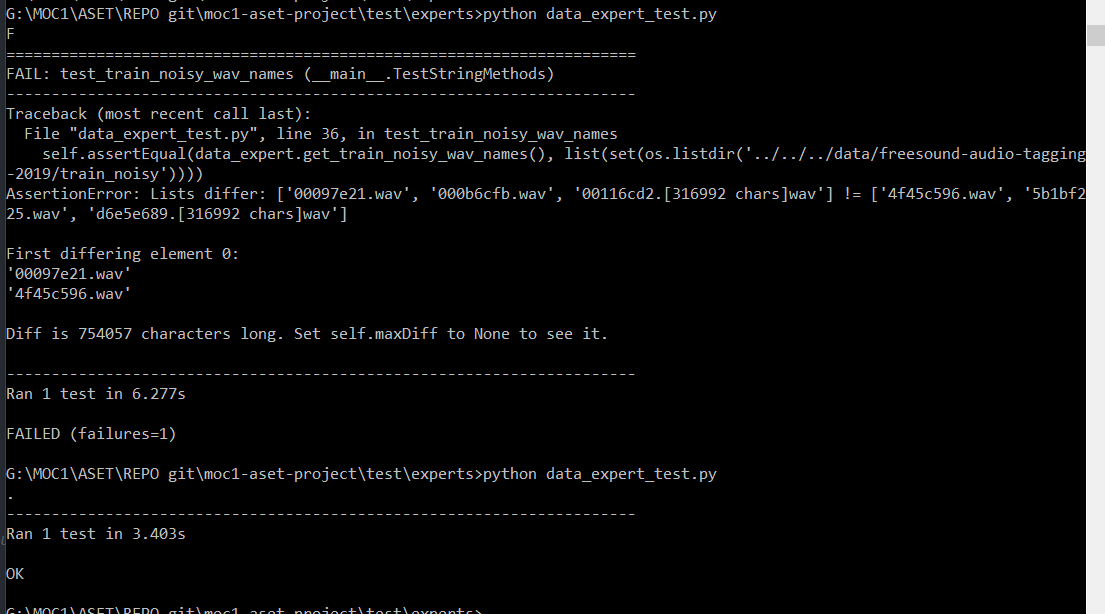 G:\MOC1\ASET\REPO git\moc1-aset-project\test\experts>python data_expert_test.py
F
======================================================================
FAIL: test_train_noisy_wav_names (__main__.TestStringMethods)
----------------------------------------------------------------------
Traceback (most recent call last):
  File "data_expert_test.py", line 36, in test_train_noisy_wav_names
    self.assertEqual(data_expert.get_train_noisy_wav_names(), list(set(os.listdir('../../../data/freesound-audio-tagging
-2019/train_noisy'))))
AssertionError: Lists differ: ['00097e21.wav', '000b6cfb.wav', '00116cd2.[316992 chars]wav'] != ['4f45c596.wav', '5b1bf2
25.wav', 'd6e5e689.[316992 chars]wav']

First differing element 0:
'00097e21.wav'
'4f45c596.wav'

Diff is 754057 characters long. Set self.maxDiff to None to see it.

----------------------------------------------------------------------
Ran 1 test in 6.277s

FAILED (failures=1)

G:\MOC1\ASET\REPO git\moc1-aset-project\test\experts>python data_expert_test.py
.
----------------------------------------------------------------------
Ran 1 test in 3.403s

OK

G:\MOC1\ASET\REPO git\moc1-aset-project\test\experts>